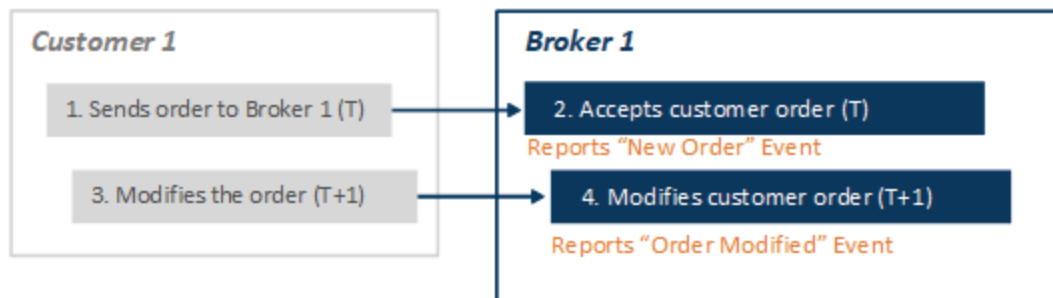 Customer 1
Broker 1
1. Sends order to Broker 1 (T)
2. Accepts customer order (T)
Reports “New Order” Event
3. Modifies the order (T+1)
4. Modifies customer order (T+1)
Reports “Order Modified” Event